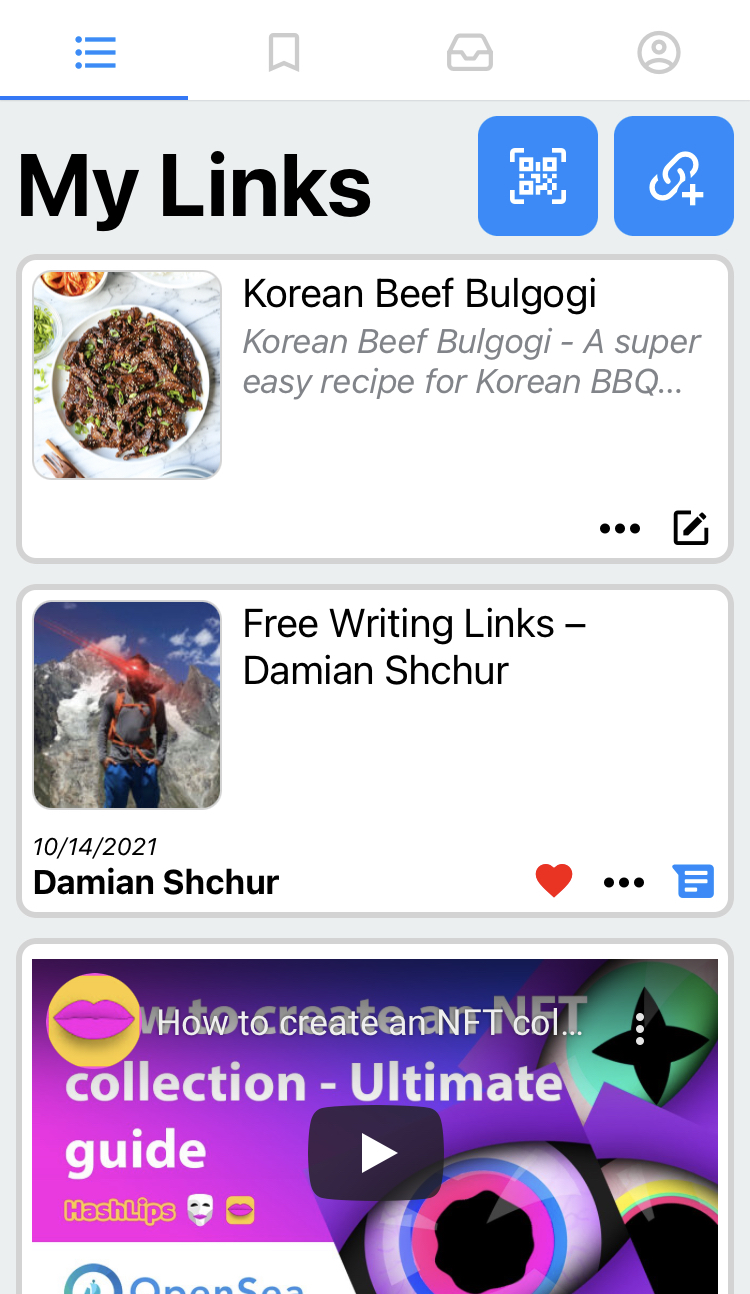 My Links
Korean Beef Bulgogi
Korean Beef Bulgogi - A super
easy recipe for Korean BBQ...
Free Writing Links –
Damian Shchur
10/14/2021
Damian Shchur
How to create an NFT col...
w to create an NFT
collection - Ultimate
guide
HashLips
OpenSea